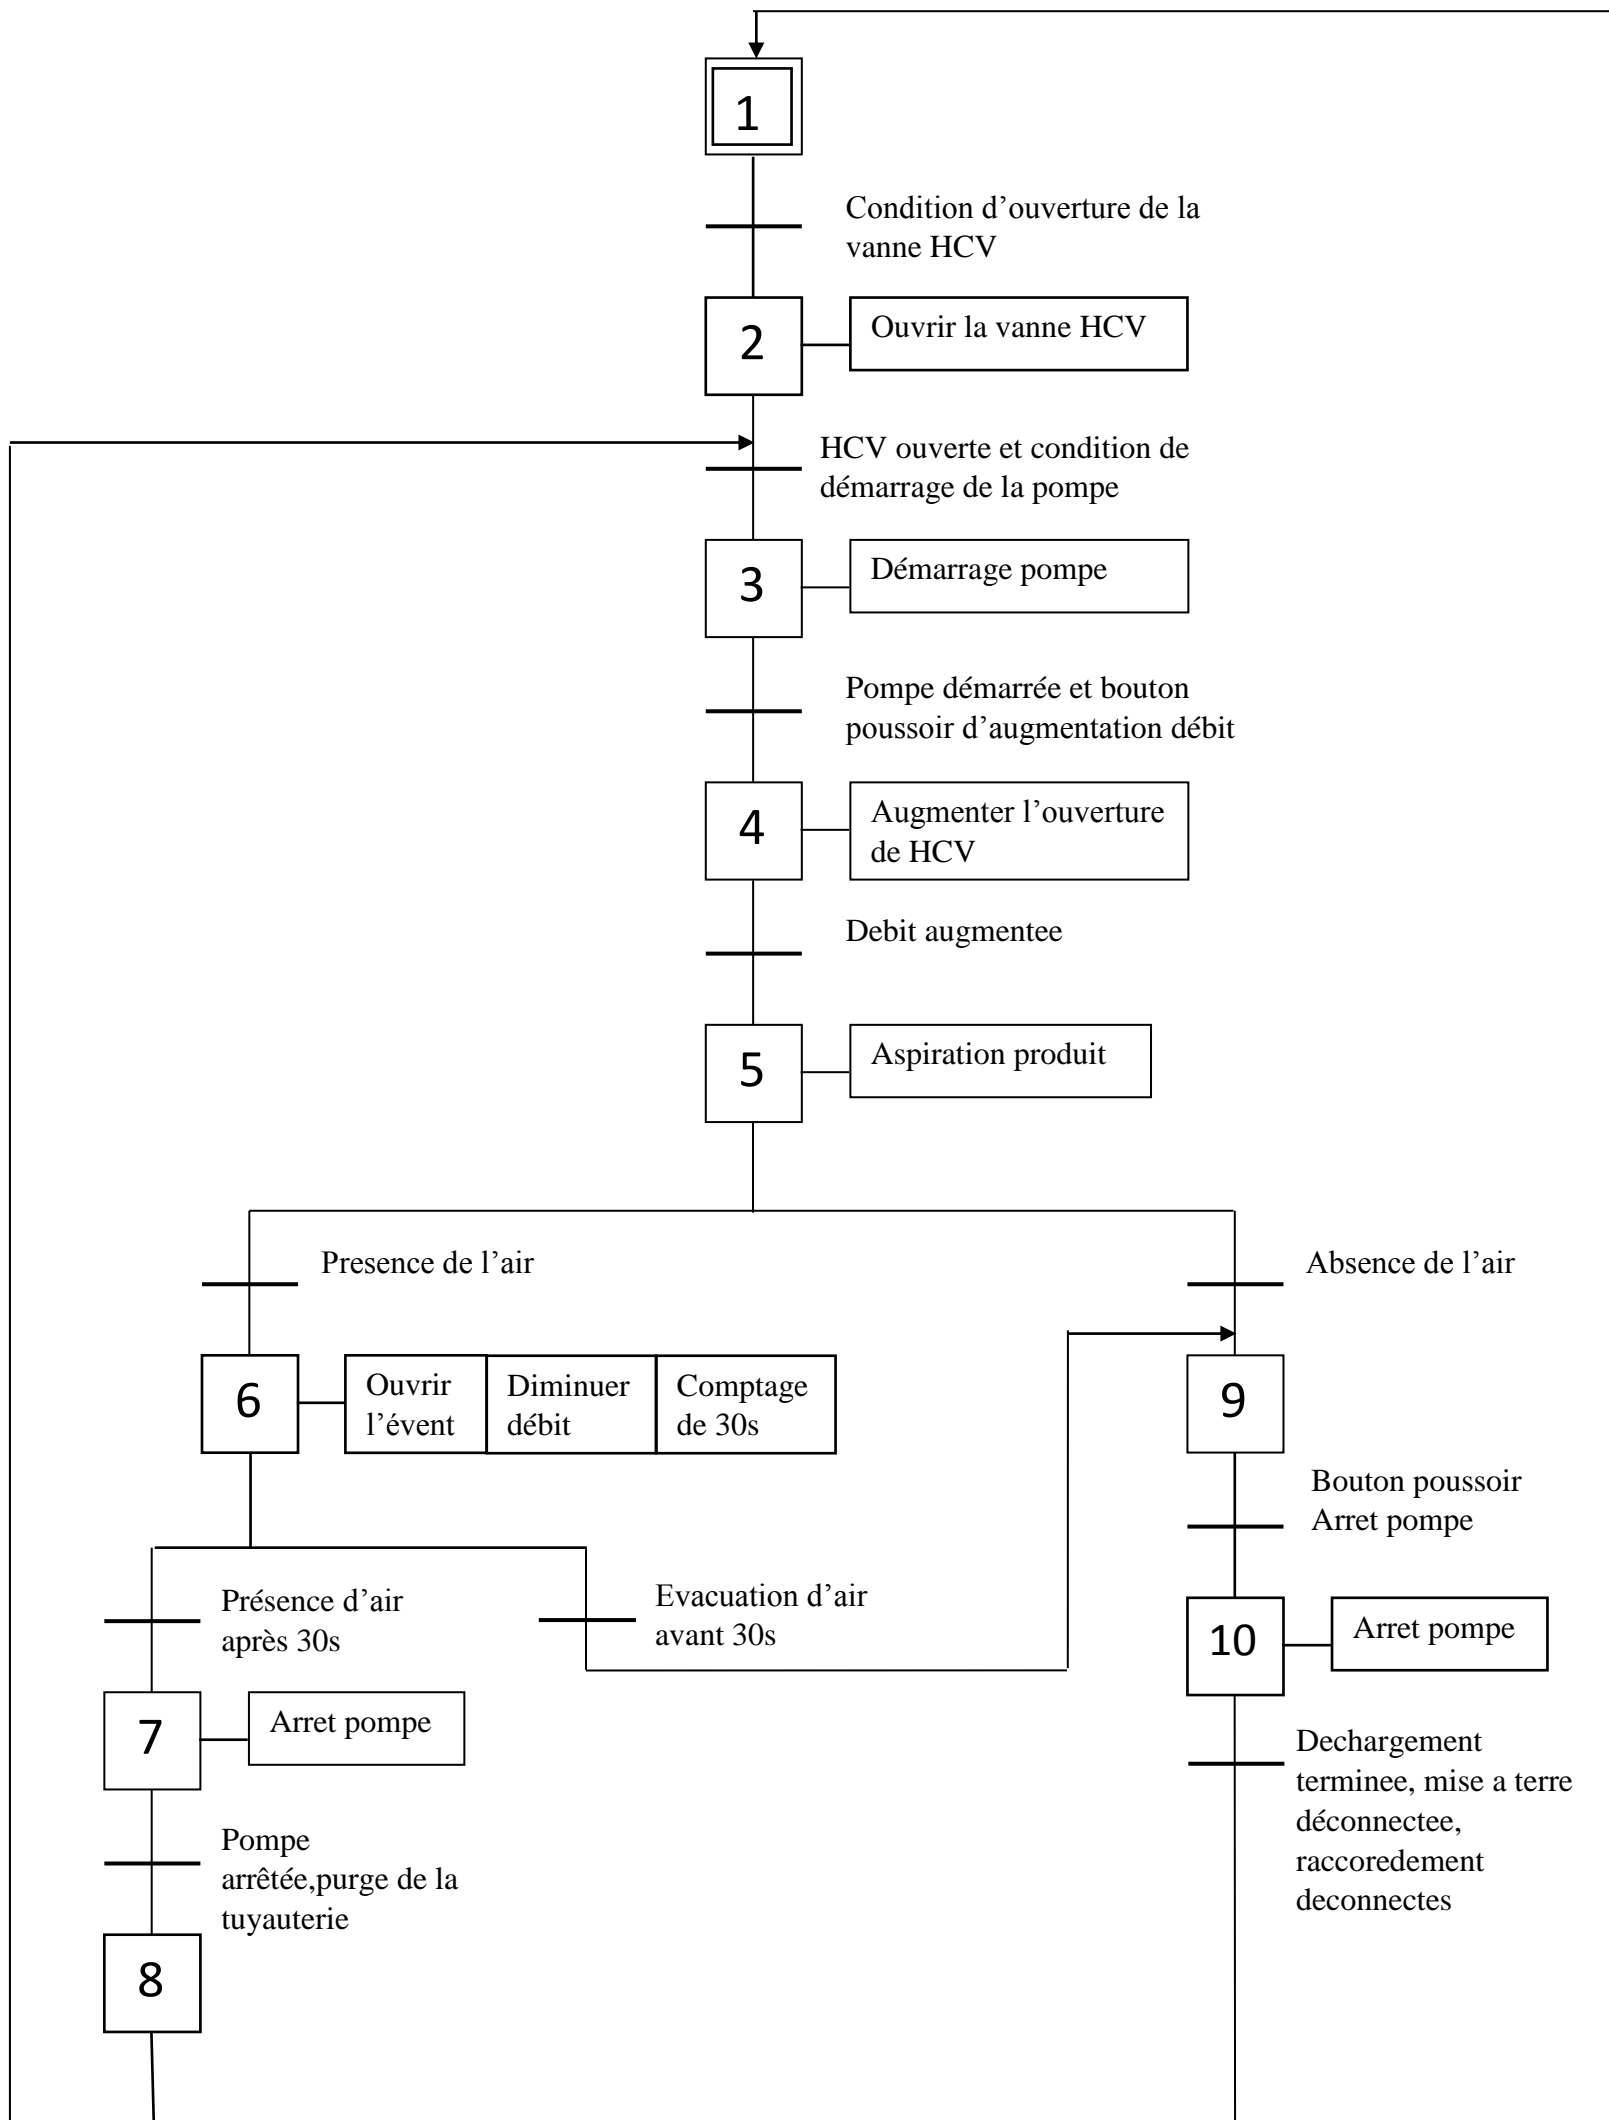 1
Condition d’ouverture de la
vanne HCV
2
Ouvrir la vanne HCV
HCV ouverte et condition de
démarrage de la pompe
3
Démarrage pompe
Pompe démarrée et bouton
poussoir d’augmentation débit
4
Augmenter l’ouverture
de HCV
Debit augmentee
5
Aspiration produit
Presence de l’air
Absence de l’air
6
Ouvrir
l’évent
Diminuer
débit
Comptage
de 30s
9
Bouton poussoir
Arret pompe
Présence d’air
après 30s
Evacuation d’air
avant 30s
10
Arret pompe
7
Arret pompe
Dechargement
terminee, mise a terre
déconnectee,
raccoredement
deconnectes
Pompe
arrêtée,purge de la
tuyauterie
8